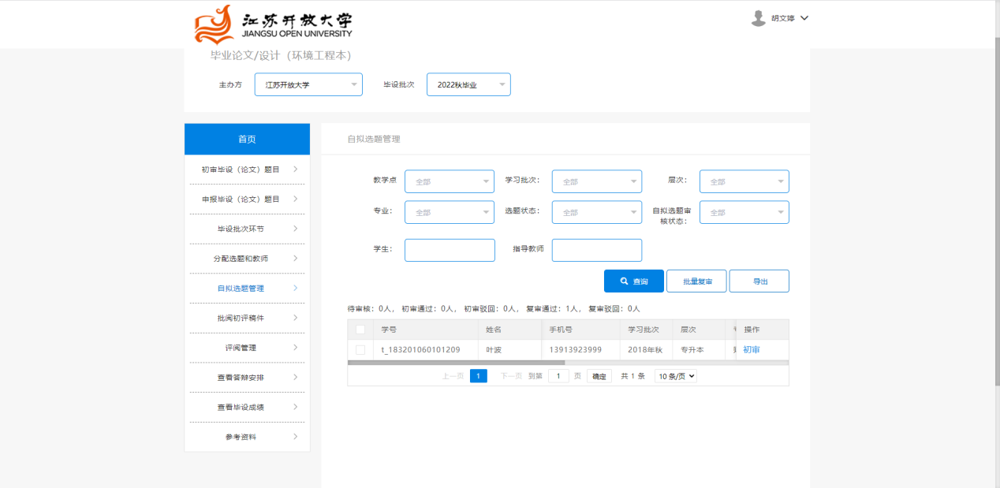 江苏开放大学
JIANGSU OPEN UNIVERSITY
胡文婷
毕业论文/设计（环境工程本）
主办方 江苏开放大学 毕设批次 2022秋毕业
首页
初审毕设（论文）题目
申报毕设（论文）题目
毕设批次环节
分配选题和教师
自拟选题管理
批阅初评稿件
评阅管理
查看答辩安排
查看毕设成绩
参考资料
自拟选题管理
教学点 全部 学习批次： 全部 层次： 全部
专业： 全部 选题状态： 全部 自拟选题审
核状态： 全部
学生： 指导教师
查询 批量复审 导出
待审核：0人， 初审通过：0人， 初审驳回：0人， 复审通过：1人， 复审驳回：0人
学号 姓名 手机号 学习批次 层次 操作
t_183201060101209 叶波 13913923999 2018年秋 专升本 初审
上一页 1 下一页 到第 1 页 确定 共 1 条 10 条/页